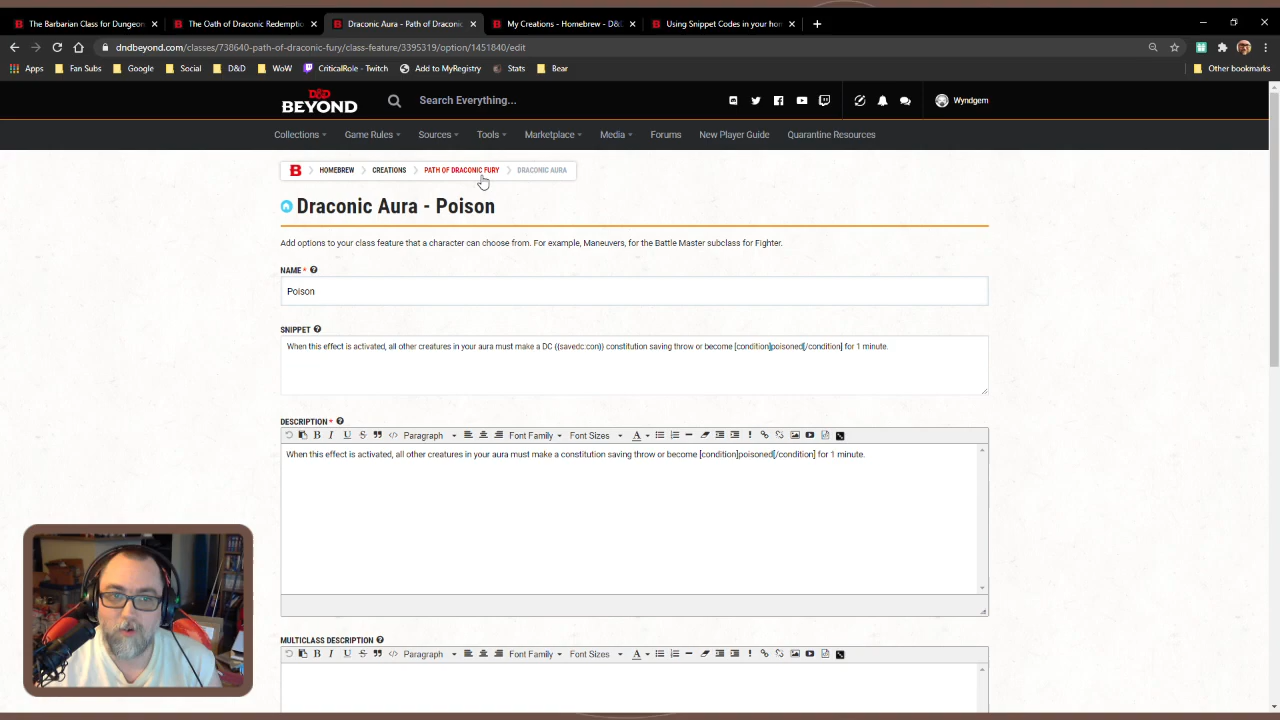 The Barbarian Class for Dungeon
The Oath of Draconic Redemption
Draconic Aura - Path of Draconic
My Creations - Homebrew - D&D
Using Snippet Codes in your hom
dndbeyond.com/classes/738640-path-of-draconic-fury/class-feature/3395319/option/1451840/edit
Apps Fan Subs Google Social D&D WoW CriticalRole - Twitch Add to MyRegistry Stats Bear Other bookmarks
D&D
BEYOND
Search Everything...
Wyndgem
Collections Game Rules Sources Tools Marketplace Media Forums New Player Guide Quarantine Resources
HOMEBREW CREATIONS PATH OF DRACONIC FURY DRACONIC AURA
Draconic Aura - Poison
Add options to your class feature that a character can choose from. For example, Maneuvers, for the Battle Master subclass for Fighter.
NAME *
Poison
SNIPPET
When this effect is activated, all other creatures in your aura must make a DC {{savedc:con}} constitution saving throw or become [condition]poisoned[/condition] for 1 minute.
DESCRIPTION *
Paragraph Font Family Font Sizes
When this effect is activated, all other creatures in your aura must make a constitution saving throw or become [condition]poisoned[/condition] for 1 minute.
MULTICLASS DESCRIPTION
Paragraph Font Family Font Sizes